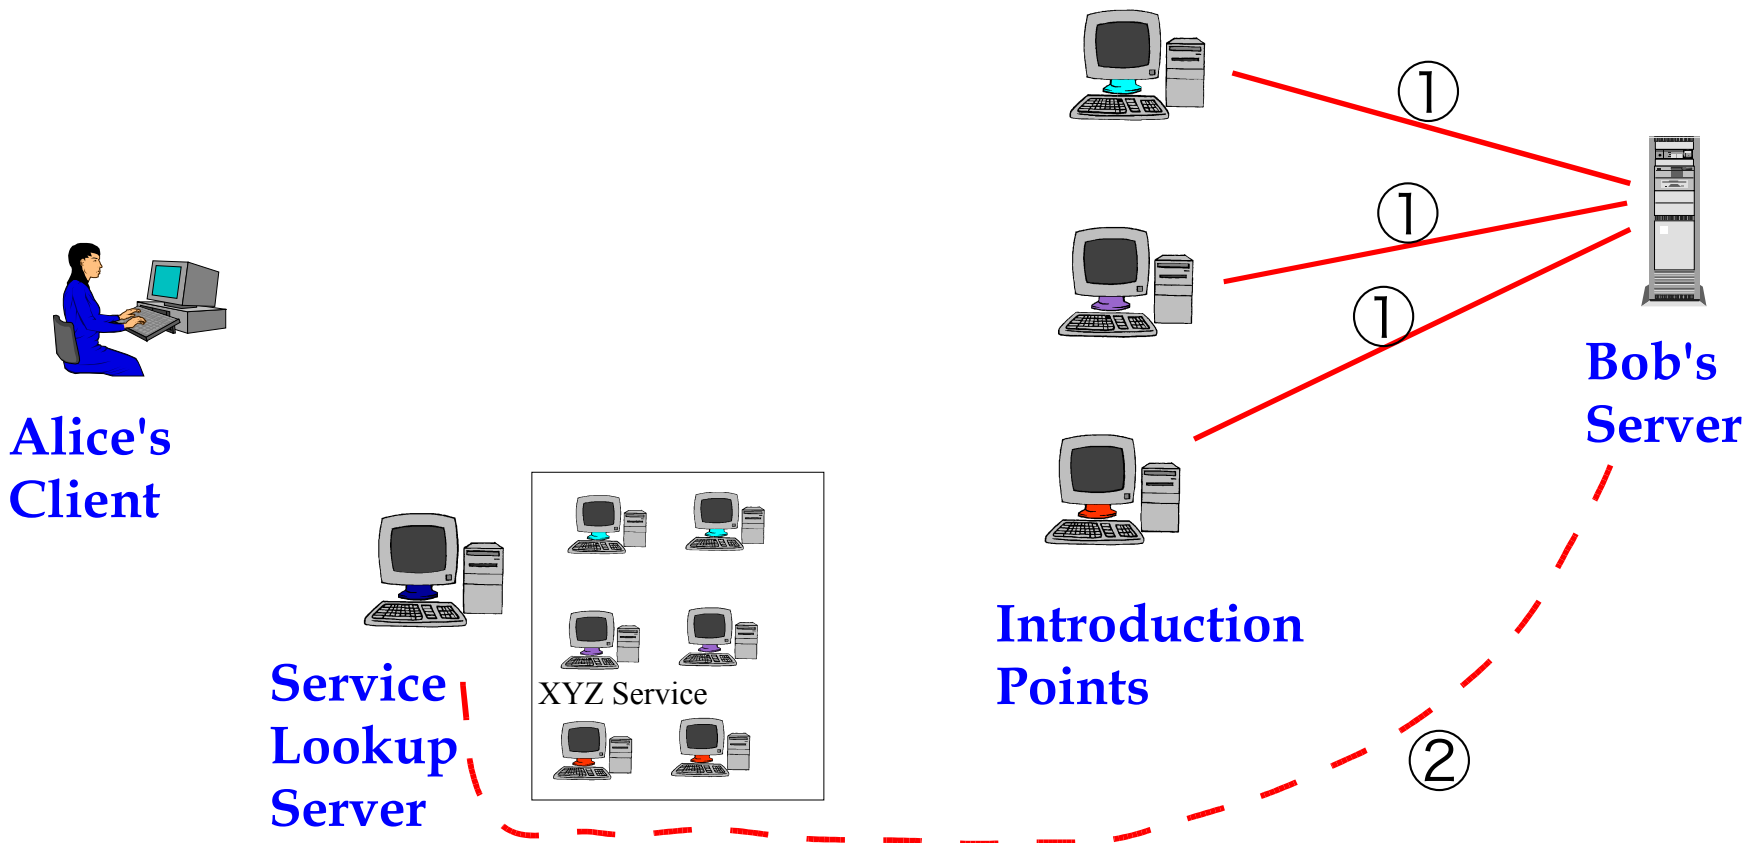 ①
①
①
Bob's
Server
Alice's
Client
Introduction
Points
Service
Lookup
Server
XYZ Service
②